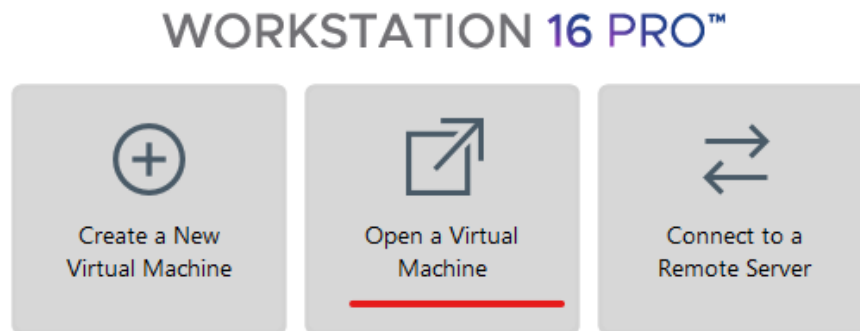 WORKSTATION 16 PRO™
Create a New
Virtual Machine
Open a Virtual
Machine
Connect to a
Remote Server